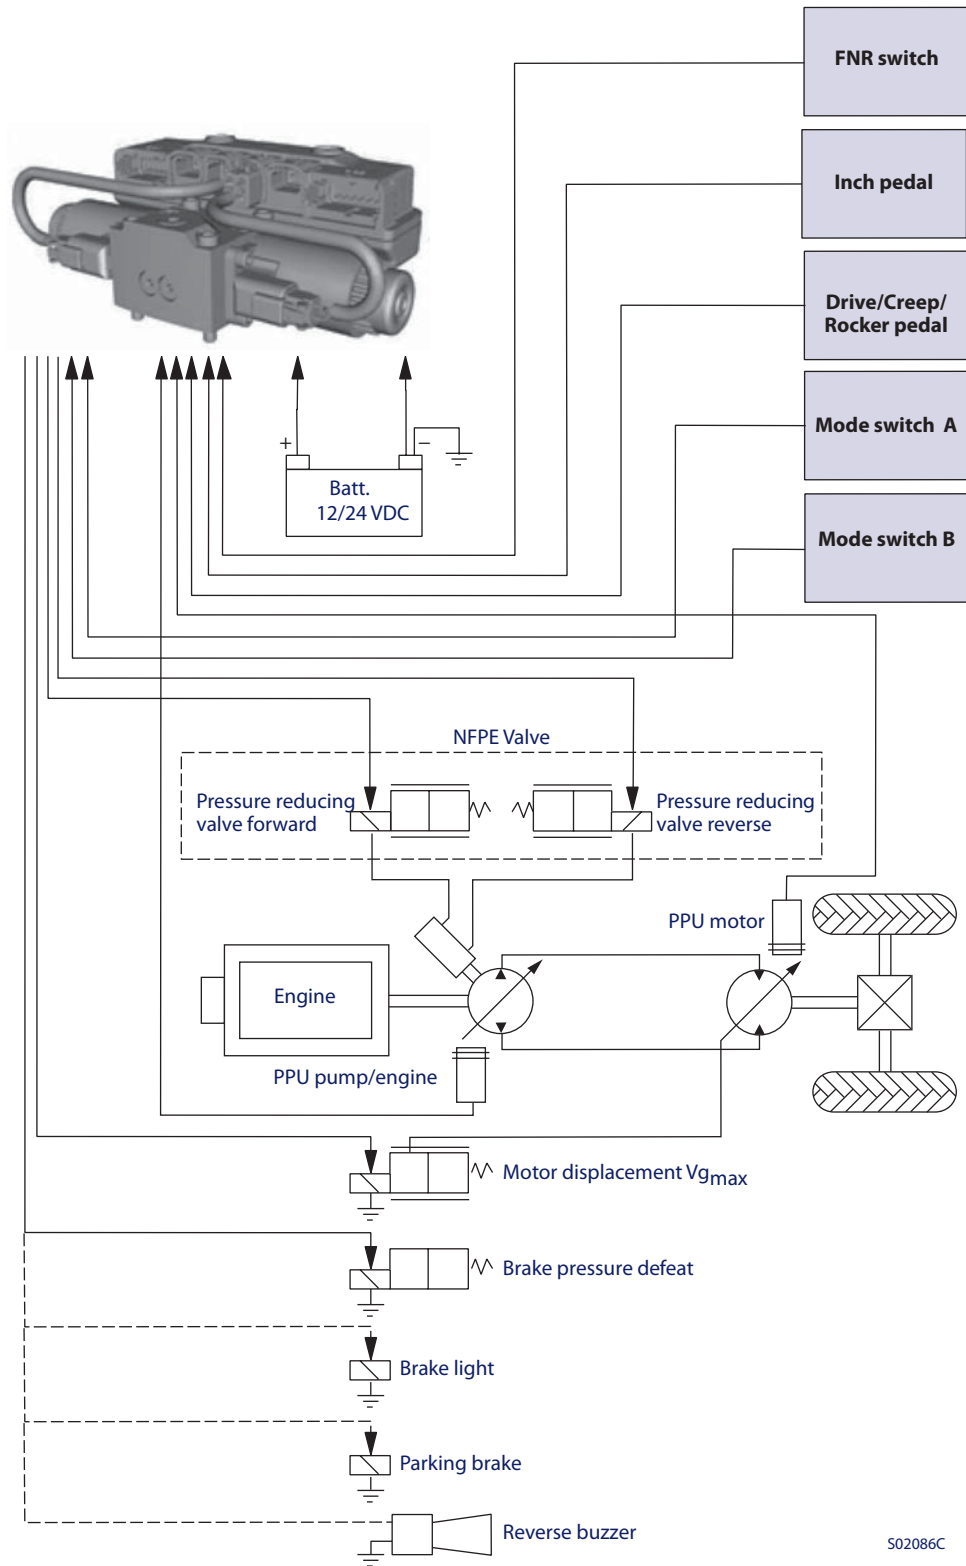 FNR switch
Inch pedal
Drive/Creep/
Rocker pedal
Mode switch A
Mode switch B
+
−
Batt.
12/24 VDC
NFPE Valve
Pressure reducing
valve forward
Pressure reducing
valve reverse
PPU motor
Engine
PPU pump/engine
Motor displacement Vgmax
Brake pressure defeat
Brake light
Parking brake
Reverse buzzer
S02086C